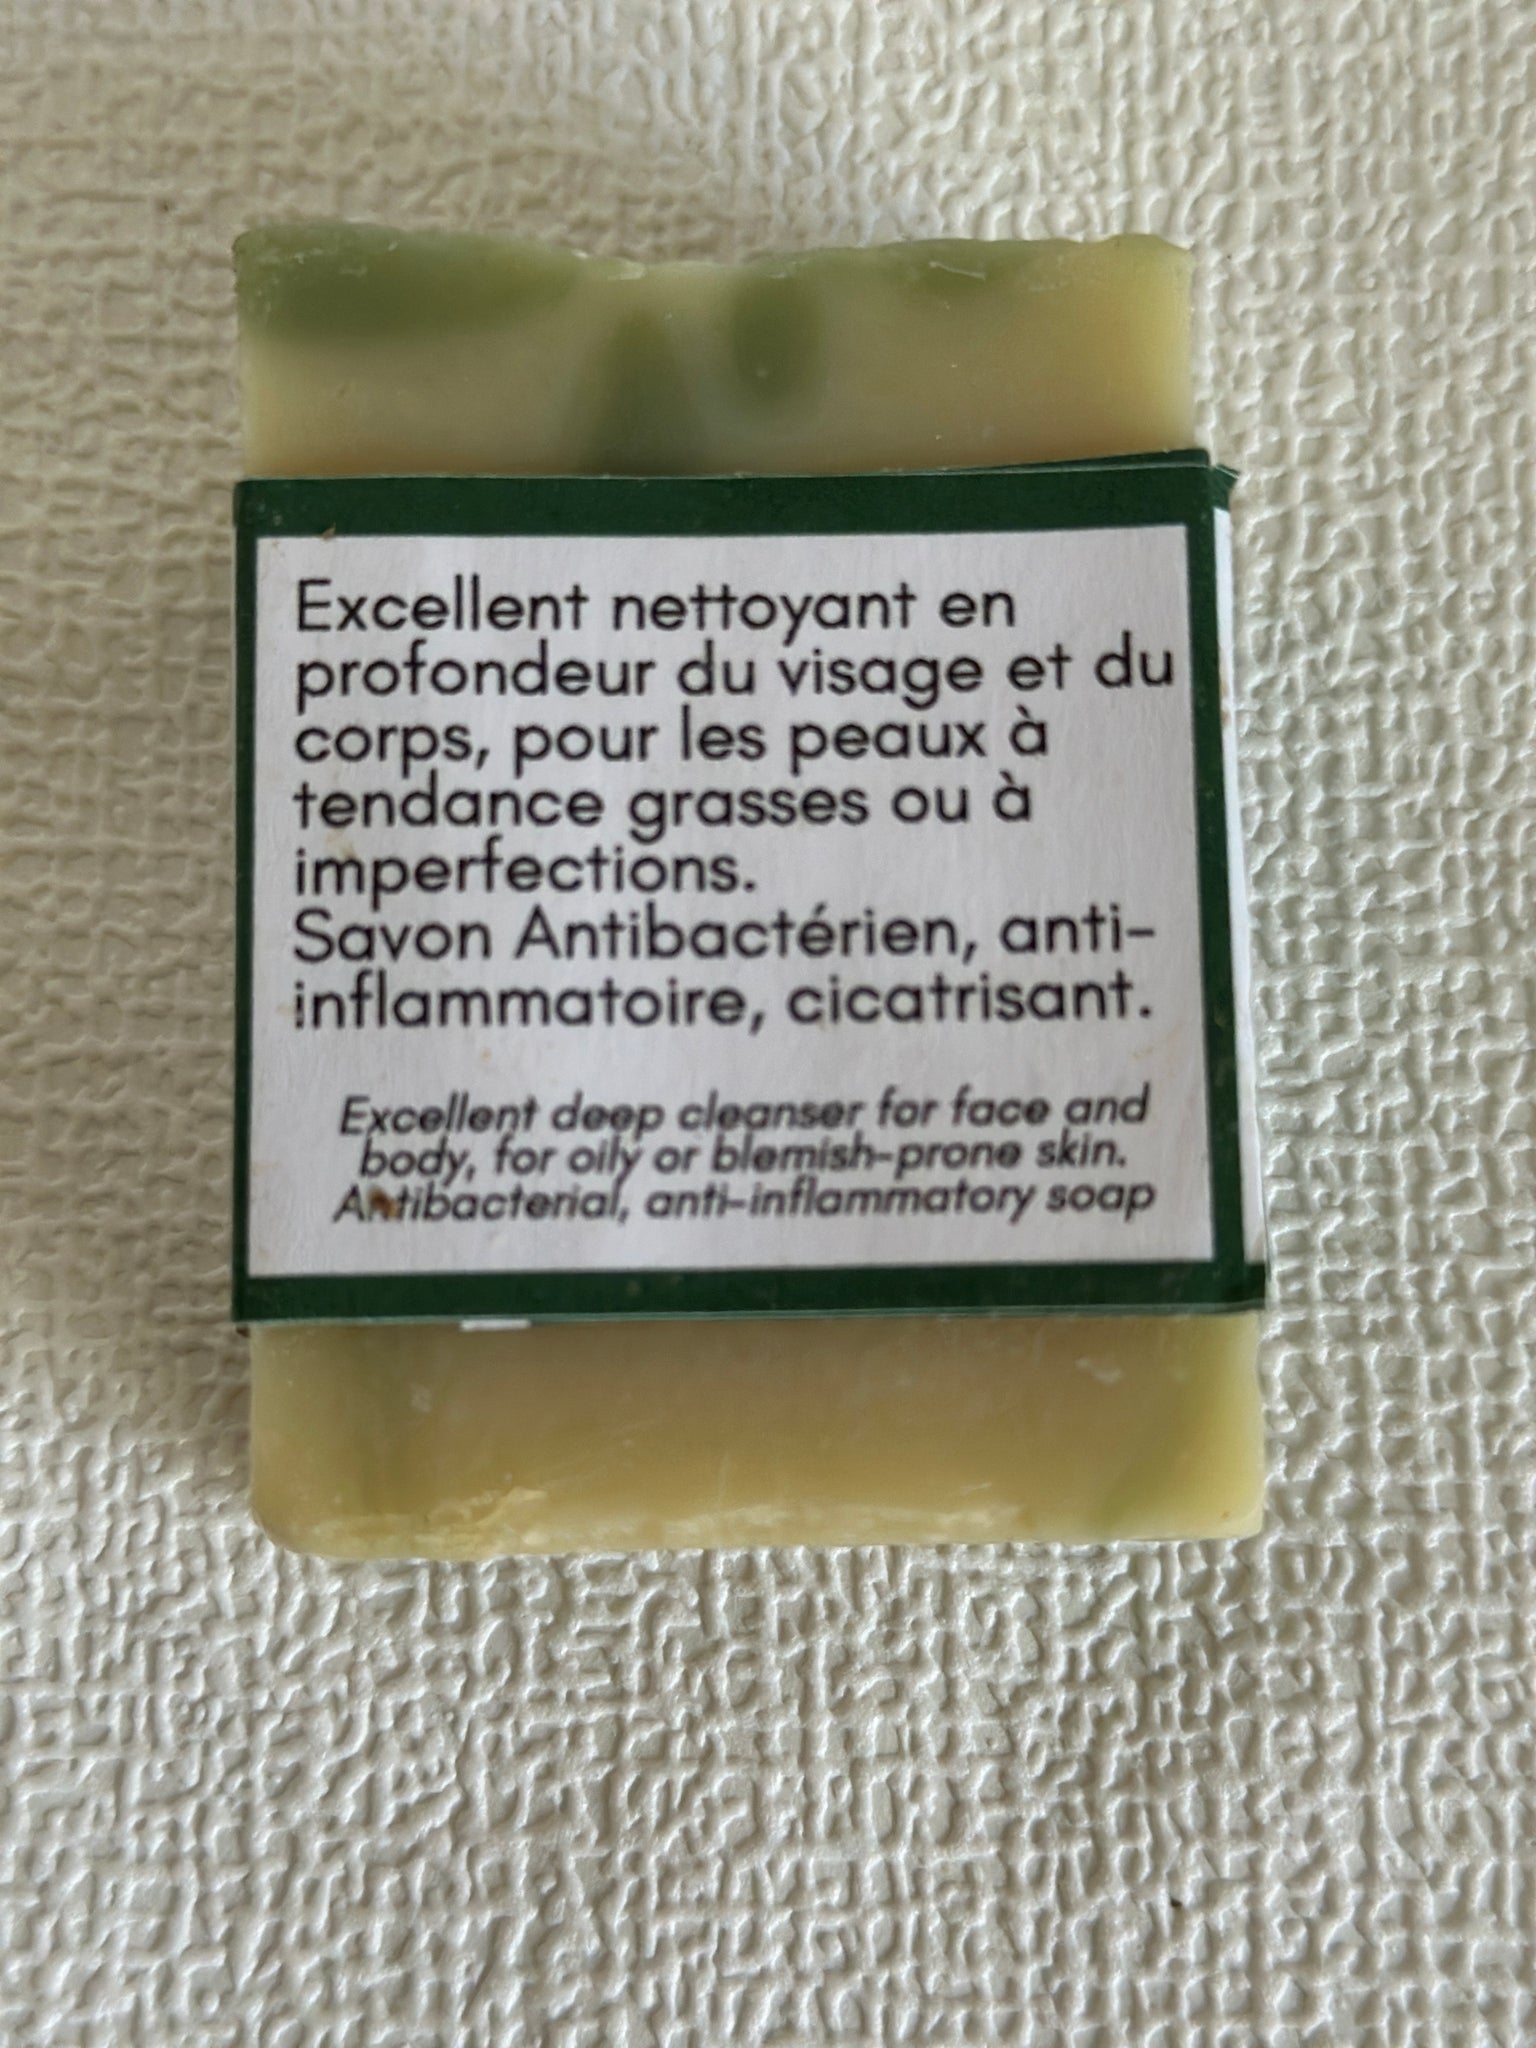 Excellent nettoyant en
profondeur du visage et du
corps, pour les peaux à
tendance grasses ou à
imperfections.
Savon Antibactérien, anti-
inflammatoire, cicatrisant.
Excellent deep cleanser for face and
body, for oily or blemish-prone skin.
Antibacterial, anti-inflammatory soap